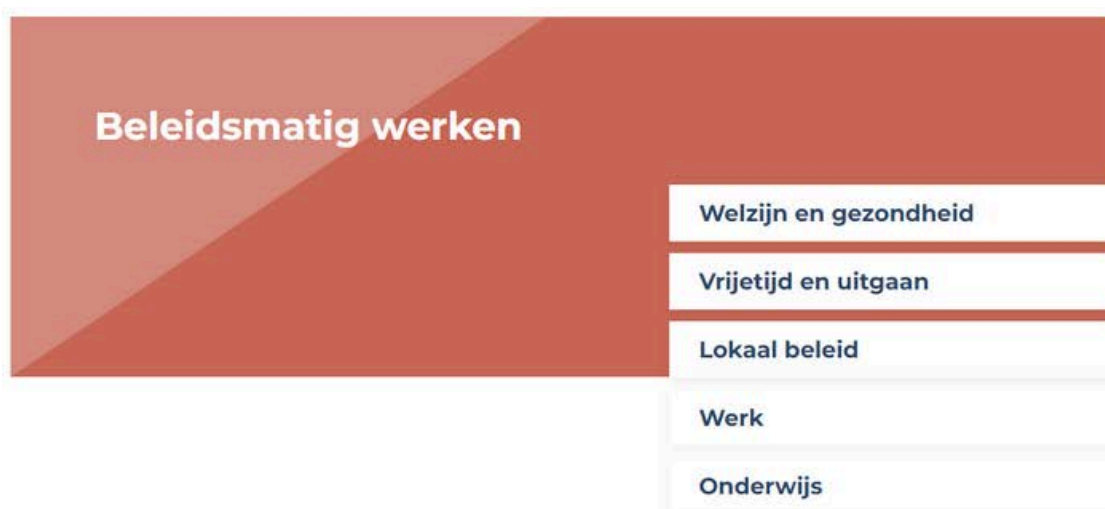 Beleidsmatig werken
Welzijn en gezondheid
Vrijetijd en uitgaan
Lokaal beleid
Werk
Onderwijs